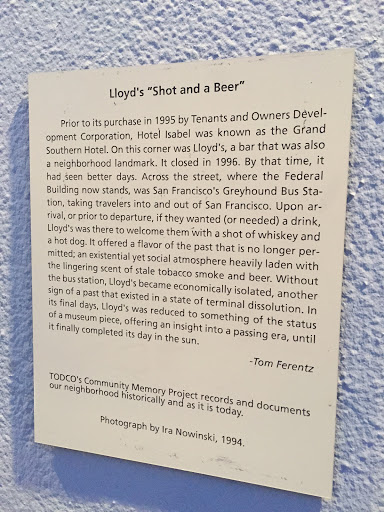 Lloyd's "Shot and a Beer"
Prior to its purchase in 1995 by Tenants and Owners Devel-
opment Corporation, Hotel Isabel was known as the Grand
Southern Hotel. On this corner was Lloyd's, a bar that was also
a neighborhood landmark. It closed in 1996. By that time, it
had seen better days. Across the street, where the Federal
Building now stands, was San Francisco's Greyhound Bus Sta-
tion, taking travelers into and out of San Francisco. Upon ar-
rival, or prior to departure, if they wanted (or needed) a drink,
Lloyd's was there to welcome them with a shot of whiskey and
a hot dog. It offered a flavor of the past that is no longer per-
mitted; an existential yet social atmosphere heavily laden with
the lingering scent of stale tobacco smoke and beer. Without
the bus station, Lloyd's became economically isolated, another
sign of a past that existed in a state of terminal dissolution. In
its final days, Lloyd's was reduced to something of the status
of a museum piece, offering an insight into a passing era, until
it finally completed its day in the sun.
-Tom Ferentz
TODCO's Community Memory Project records and documents
our neighborhood historically and as it is today.
Photograph by Ira Nowinski, 1994.